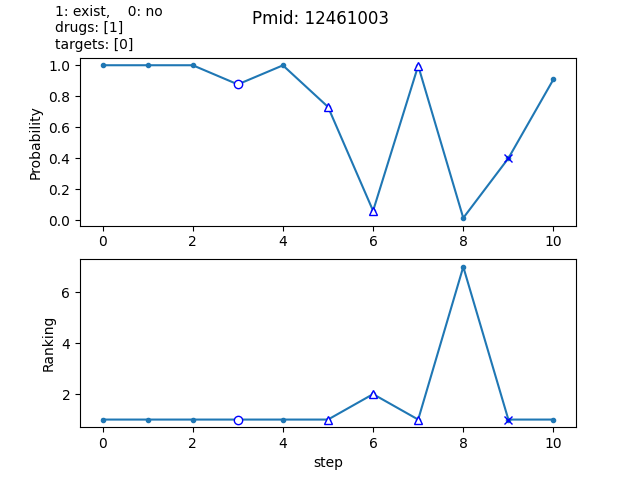 1: exist,    0: no
drugs: [1]
targets: [0]
Pmid: 12461003
Probability
1.0
0.8
0.6
0.4
0.2
0.0
0 2 4 6 8 10
Ranking
6
4
2
0 2 4 6 8 10
step